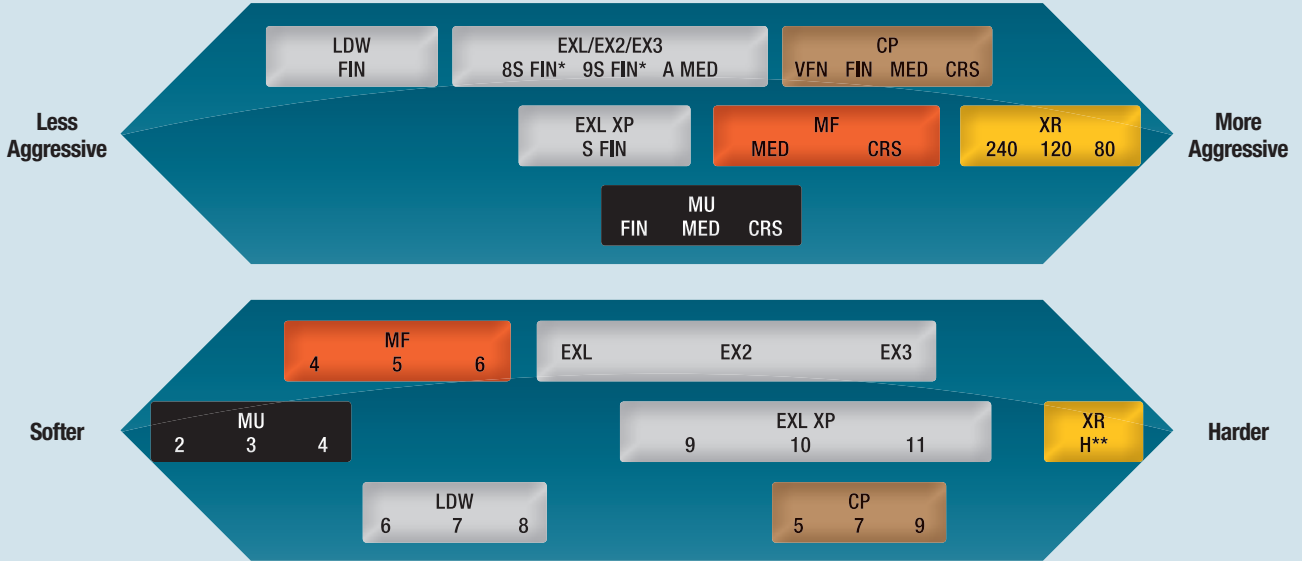 LDW
FIN
EXL/EX2/EX3
8S FIN* 9S FIN* A MED
CP
VFN FIN MED CRS
Less
Aggressive
EXL XP
S FIN
MF
MED CRS
XR
240 120 80
More
Aggressive
MU
FIN MED CRS
MF
4 5 6
EXL EX2 EX3
Softer
MU
2 3 4
EXL XP
9 10 11
XR
H**
Harder
LDW
6 7 8
CP
5 7 9